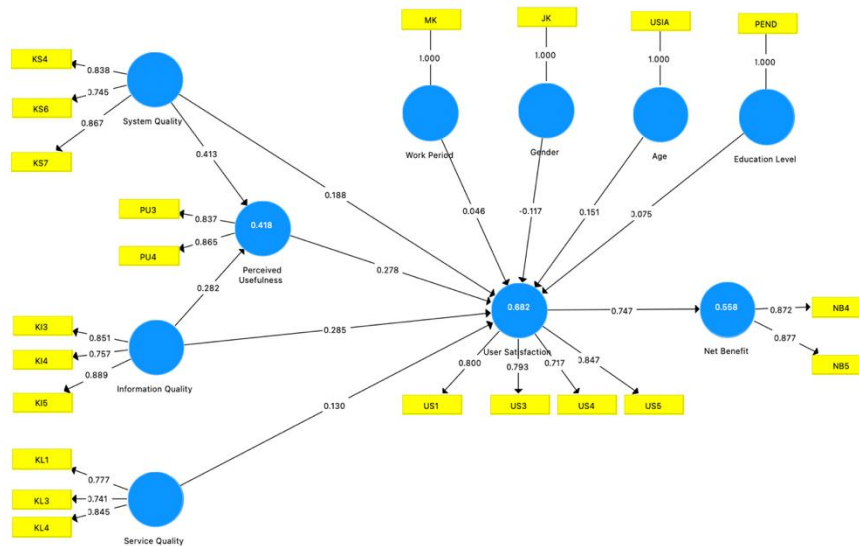 MK
JK
USIA
PEND
1.000
1.000
1.000
1.000
KS4
0.838
KS6
0.745
KS7
0.867
System Quality
Work Period
Gender
Age
Education Level
0.413
0.188
0.046
-0.117
0.151
0.075
PU3
0.837
PU4
0.865
0.418
Perceived
Usefulness
0.278
0.282
KI3
0.851
KI4
0.757
KI5
0.889
Information Quality
0.285
0.682
User Satisfaction
0.747
0.558
Net Benefit
0.872
NB4
0.877
NB5
0.800
0.793
0.717
0.847
US1
US3
US4
US5
0.130
KL1
0.777
KL3
0.741
KL4
0.845
Service Quality